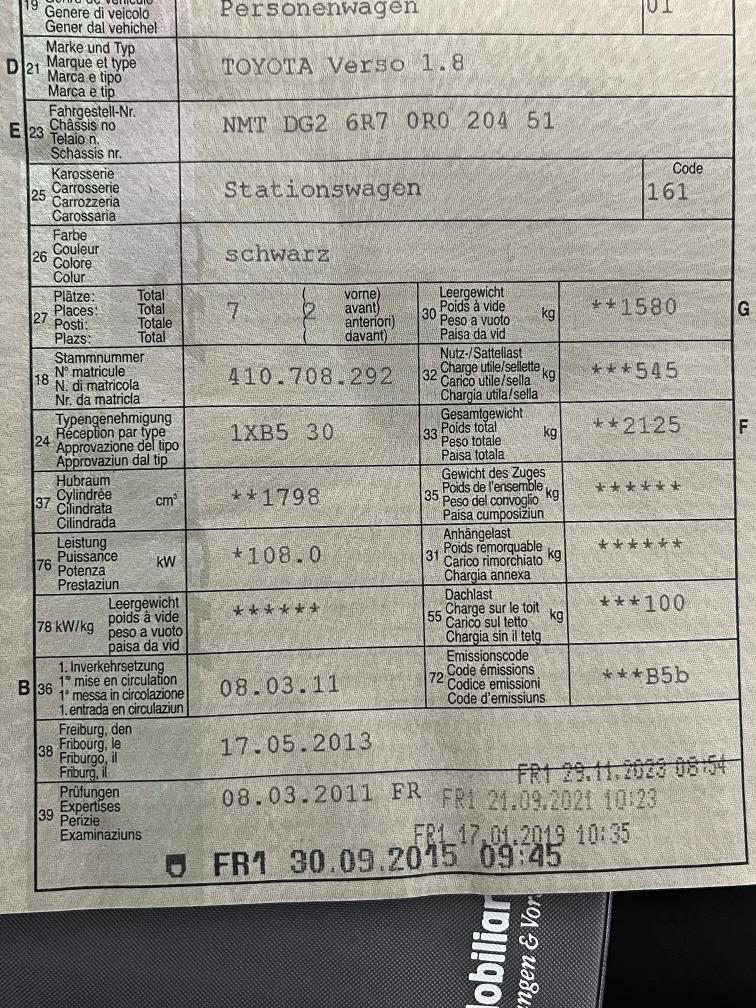 19 Genere di veicolo
Gener dal vehichel
Personenwagen
01
D 21 Marke und Typ
Marque et type
Marca e tipo
Marca e tip
TOYOTA Verso 1.8
E 23 Fahrgestell-Nr.
Châssis no
Telaio n.
Schassis nr.
NMT DG2 6R7 0R0 204 51
25 Karosserie
Carrosserie
Carrozzeria
Carossaria
Stationswagen
Code
161
26 Farbe
Couleur
Colore
Colur
schwarz
27 Plätze: Total
Places: Total
Posti: Totale
Plazs: Total
7 (2 vorne)
avant)
anteriori)
davant)
30 Leergewicht
Poids à vide
Peso a vuoto
Paisa da vid
kg
**1580
G
18 Stammnummer
N° matricule
N. di matricola
Nr. da matricla
410.708.292
32 Nutz-/Sattellast
Charge utile/sellette
Carico utile/sella
Chargia utila/sella
kg
***545
24 Typengenehmigung
Réception par type
Approvazione del tipo
Approvaziun dal tip
1XB5 30
33 Gesamtgewicht
Poids total
Peso totale
Paisa totala
kg
**2125
F
37 Hubraum
Cylindrée
Cilindrata
Cilindrada
cm³
**1798
35 Gewicht des Zuges
Poids de l'ensemble
Peso del convoglio
Paisa cumposiziun
kg
******
76 Leistung
Puissance
Potenza
Prestaziun
kW
*108.0
31 Anhängelast
Poids remorquable
Carico rimorchiato
Chargia annexa
kg
******
78 kW/kg Leergewicht
poids à vide
peso a vuoto
paisa da vid
******
55 Dachlast
Charge sur le toit
Carico sul tetto
Chargia sin il tetg
kg
***100
B 36 1. Inverkehrsetzung
1re mise en circulation
1a messa in circolazione
1. entrada en circulaziun
08.03.11
72 Emissionscode
Code émissions
Codice emissioni
Code d'emissiuns
***B5b
38 Freiburg, den
Fribourg, le
Friburgo, il
Friburg, il
17.05.2013
39 Prüfungen
Expertises
Perizie
Examinaziuns
08.03.2011 FR
FR1 29.11.2023 08:54
FR1 21.09.2021 10:23
FR1 17.01.2019 10:35
FR1 30.09.2015 09:45
obiliar
ngen & Vor